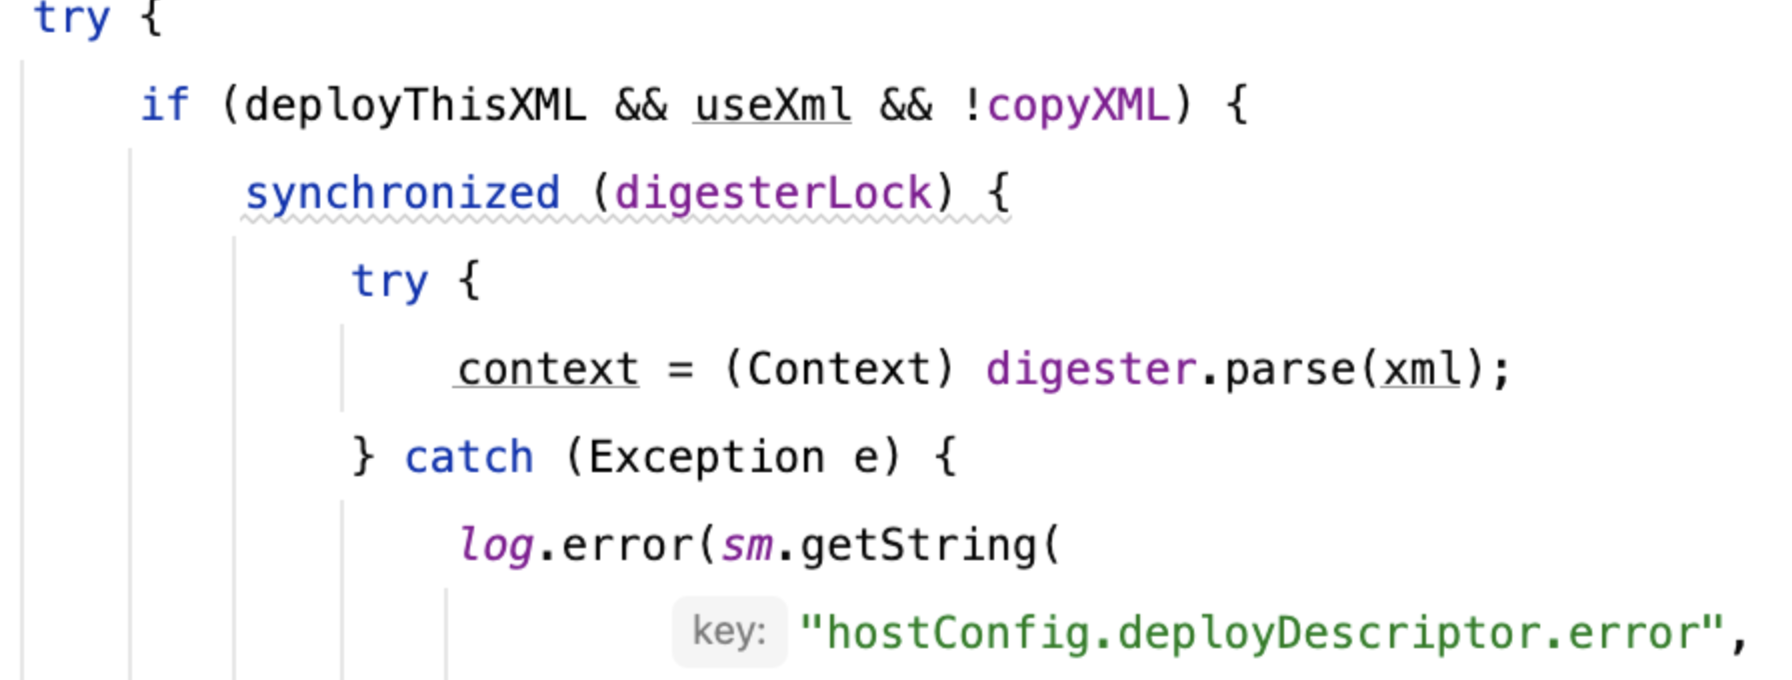 try {
if (deployThisXML && useXml && !copyXML) {
synchronized (digesterLock) {
try {
context = (Context) digester.parse(xml);
} catch (Exception e) {
log.error(sm.getString(
key: "hostConfig.deployDescriptor.error",